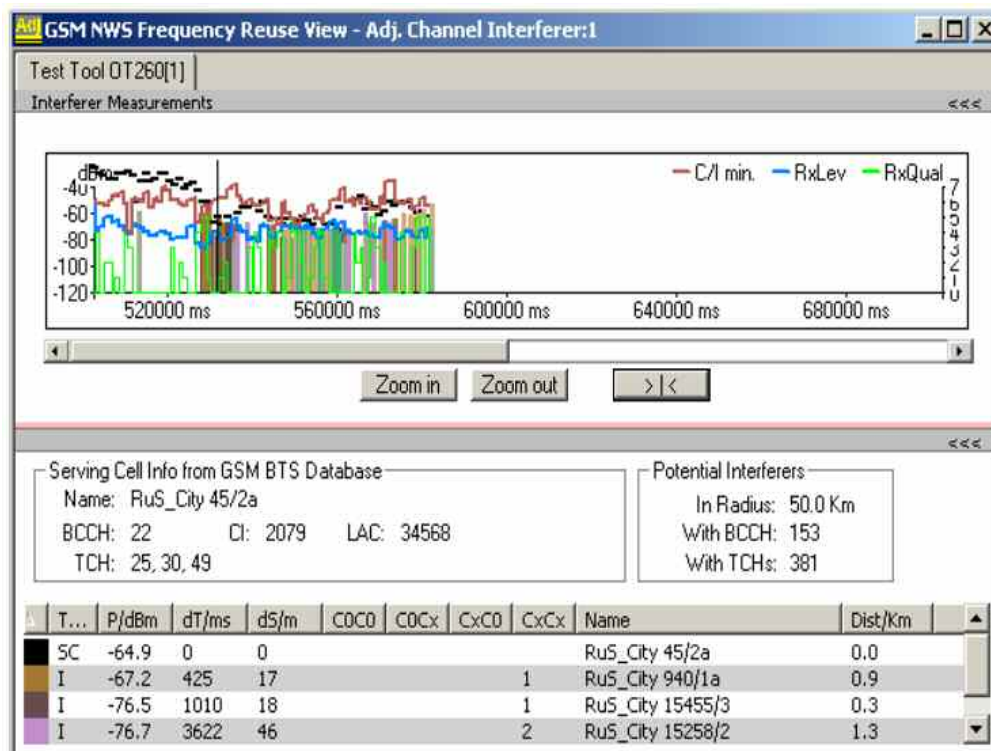 Adj GSM NWS Frequency Reuse View - Adj. Channel Interferer:1
Test Tool OT260[1]
Interferer Measurements <<<
dBm C/I min. RxLev RxQual
-40 7
6
-60 5
-80 4
3
-100 2
1
-120 0
520000 ms 560000 ms 600000 ms 640000 ms 680000 ms
Zoom in Zoom out >|<
<<<
Serving Cell Info from GSM BTS Database Potential Interferers
Name: RuS_City 45/2a In Radius: 50.0 Km
BCCH: 22 CI: 2079 LAC: 34568 With BCCH: 153
TCH: 25, 30, 49 With TCHs: 381
T... P/dBm dT/ms dS/m C0C0 C0Cx CxC0 CxCx Name Dist/Km
SC -64.9 0 0 RuS_City 45/2a 0.0
I -67.2 425 17 1 RuS_City 940/1a 0.9
I -76.5 1010 18 1 RuS_City 15455/3 0.3
I -76.7 3622 46 2 RuS_City 15258/2 1.3